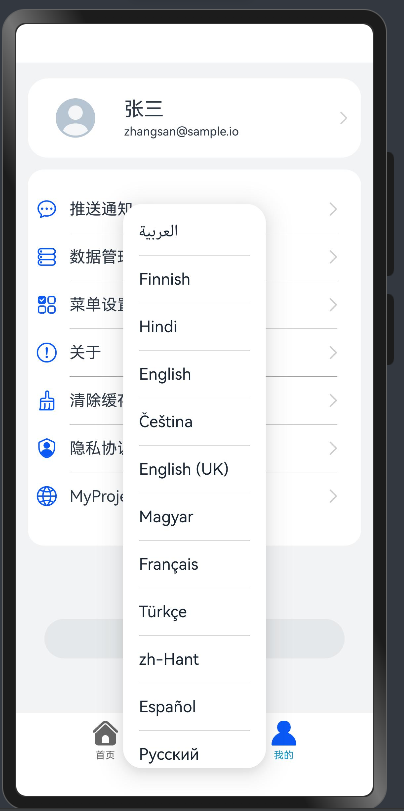 张三
zhangsan@sample.io
推送通知
数据管理
菜单设置
关于
清除缓存
隐私协议
MyProje
العربية
Finnish
Hindi
English
Čeština
English (UK)
Magyar
Français
Türkçe
zh-Hant
Español
Русский
首页
我的